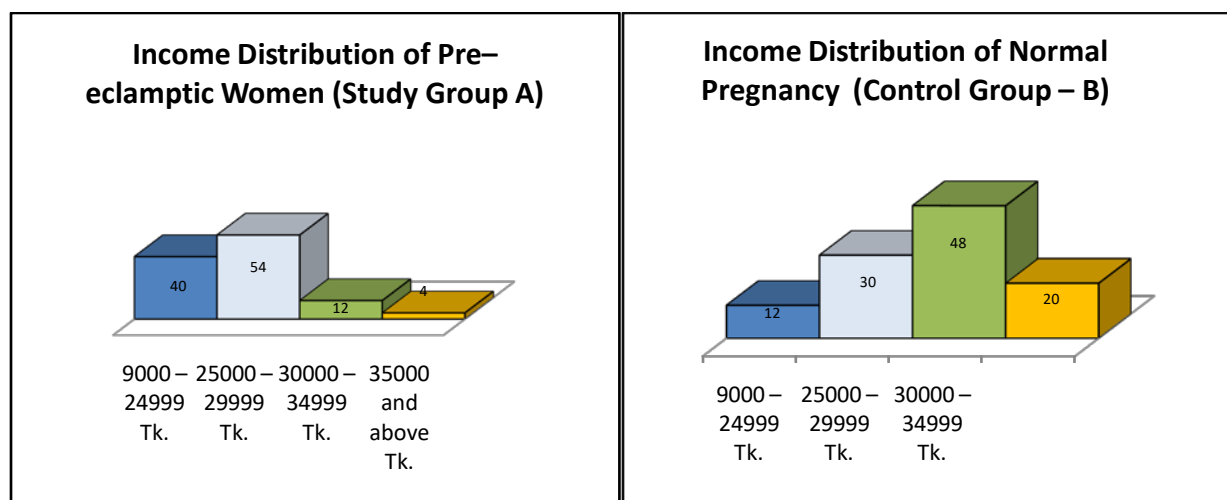 Income Distribution of Pre–
eclamptic Women (Study Group A)
40
54
12
4
9000 –
24999
Tk.
25000 –
29999
Tk.
30000 –
34999
Tk.
35000
and
above
Tk.
Income Distribution of Normal
Pregnancy (Control Group – B)
12
30
48
20
9000 –
24999
Tk.
25000 –
29999
Tk.
30000 –
34999
Tk.